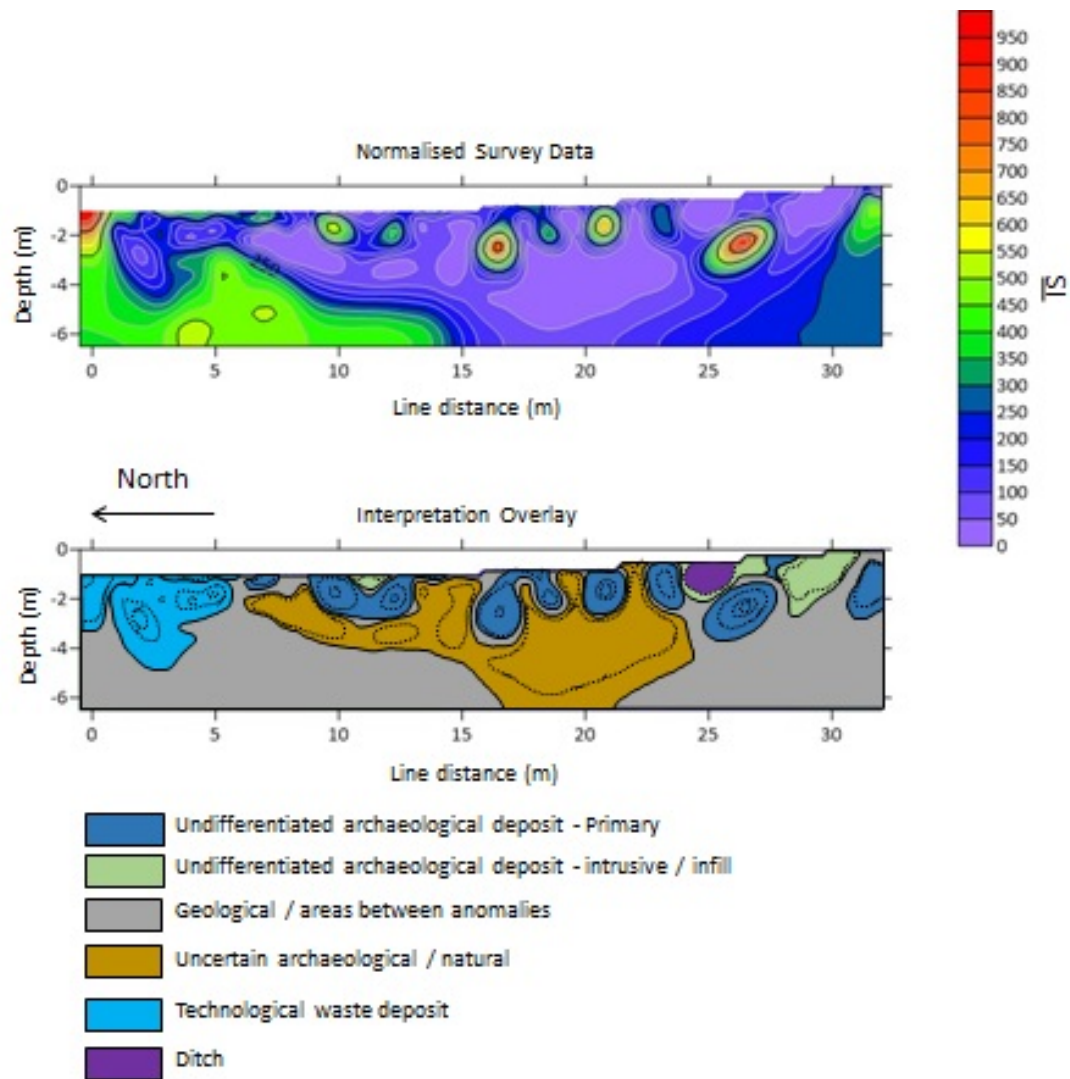 Normalised Survey Data
0
-2
-4
-6
Depth (m)
250
0 5 10 15 20 25 30
Line distance (m)
950
900
850
800
750
700
650
600
550
500
450
400
350
300
250
200
150
100
50
0
SI
North
Interpretation Overlay
0
-2
-4
-6
Depth (m)
0 5 10 15 20 25 30
Line distance (m)
Undifferentiated archaeological deposit - Primary
Undifferentiated archaeological deposit - intrusive / infill
Geological / areas between anomalies
Uncertain archaeological / natural
Technological waste deposit
Ditch